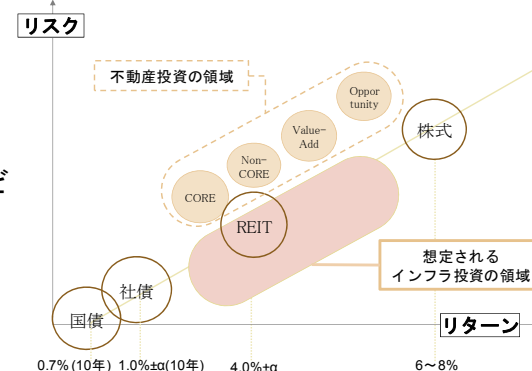 リスク
不動産投資の領域
Oppor
tunity
Value-
Add
株式
Non-
CORE
CORE
REIT
想定される
インフラ投資の領域
社債
国債
リターン
0.7%(10年)
1.0%±α(10年)
4.0%±α
6～8%